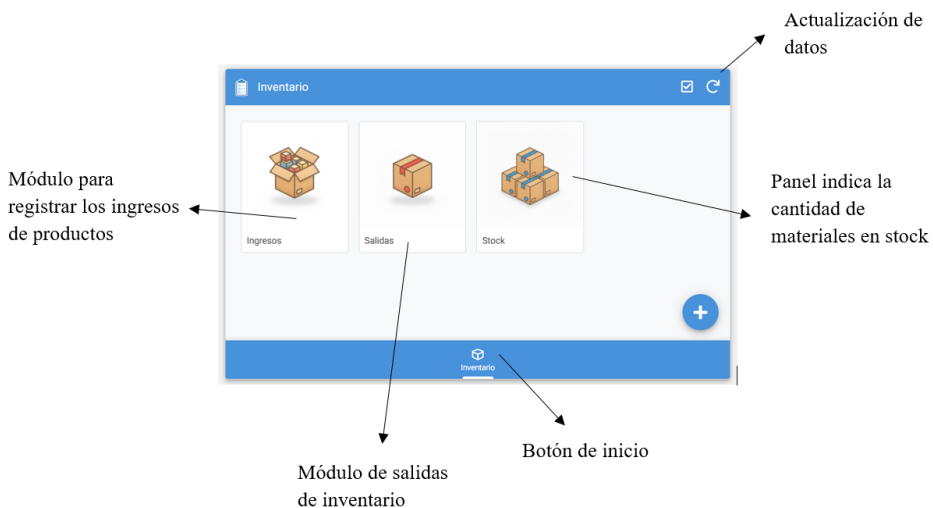 Actualización de
datos
Inventario
Módulo para
registrar los ingresos
de productos
Panel indica la
cantidad de
materiales en stock
Ingresos
Salidas
Stock
Inventario
Botón de inicio
Módulo de salidas
de inventario